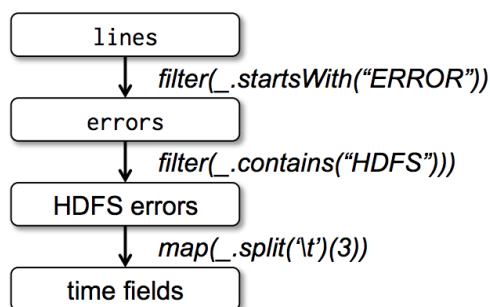 lines
filter(_.startsWith(“ERROR”))
errors
filter(_.contains(“HDFS”)))
HDFS errors
map(_.split(‘\t’)(3))
time fields